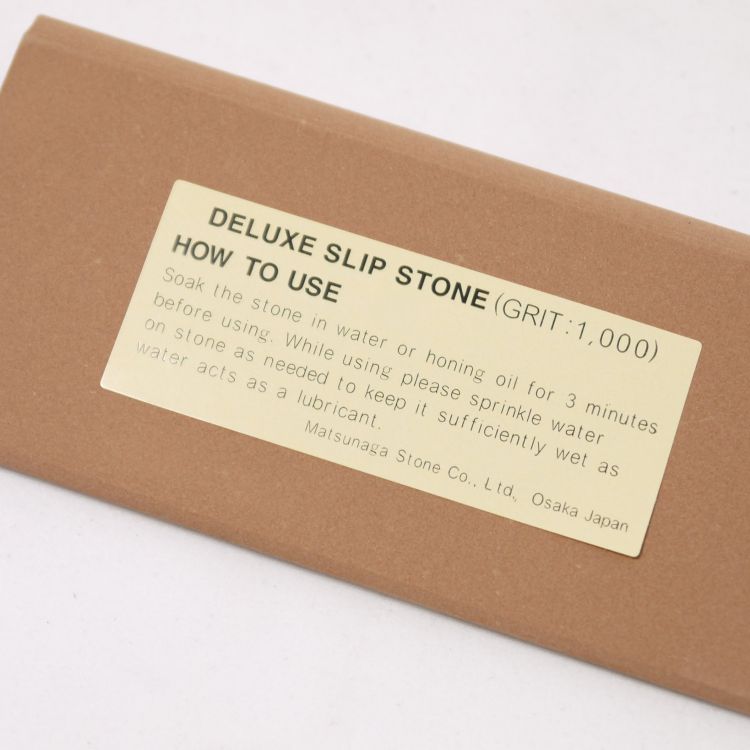 DELUXE SLIP STONE (GRIT:1,000)
HOW TO USE
Soak the stone in water or honing oil for 3 minutes
before using. While using please sprinkle water
on stone as needed to keep it sufficiently wet as
water acts as a lubricant.
Matsunaga Stone Co., Ltd., Osaka Japan